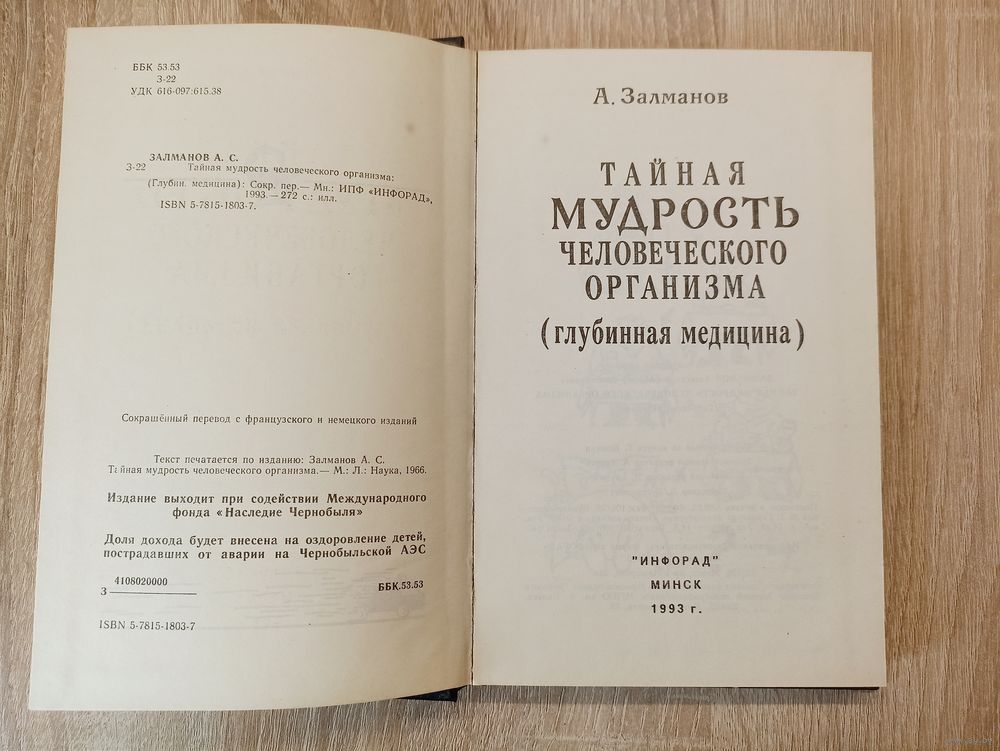 ББК 53.53
З-22
УДК 616-097:615.38
ЗАЛМАНОВ А. С.
З-22 Тайная мудрость человеческого организма:
(Глубин. медицина): Сокр. пер.— Мн.: ИПФ «ИНФОРАД»,
1993.— 272 с.: илл.
ISBN 5-7815-1803-7.
Сокращённый перевод с французского и немецкого изданий
Текст печатается по изданию: Залманов А. С.
Тайная мудрость человеческого организма.— М.: Л.: Наука, 1966.
Издание выходит при содействии Международного
фонда «Наследие Чернобыля»
Доля дохода будет внесена на оздоровление детей,
пострадавших от аварии на Чернобыльской АЭС
З 4108020000
ББК.53.53
ISBN 5-7815-1803-7
А. Залманов
ТАЙНАЯ
МУДРОСТЬ
ЧЕЛОВЕЧЕСКОГО
ОРГАНИЗМА
(глубинная медицина)
"ИНФОРАД"
МИНСК
1993 г.